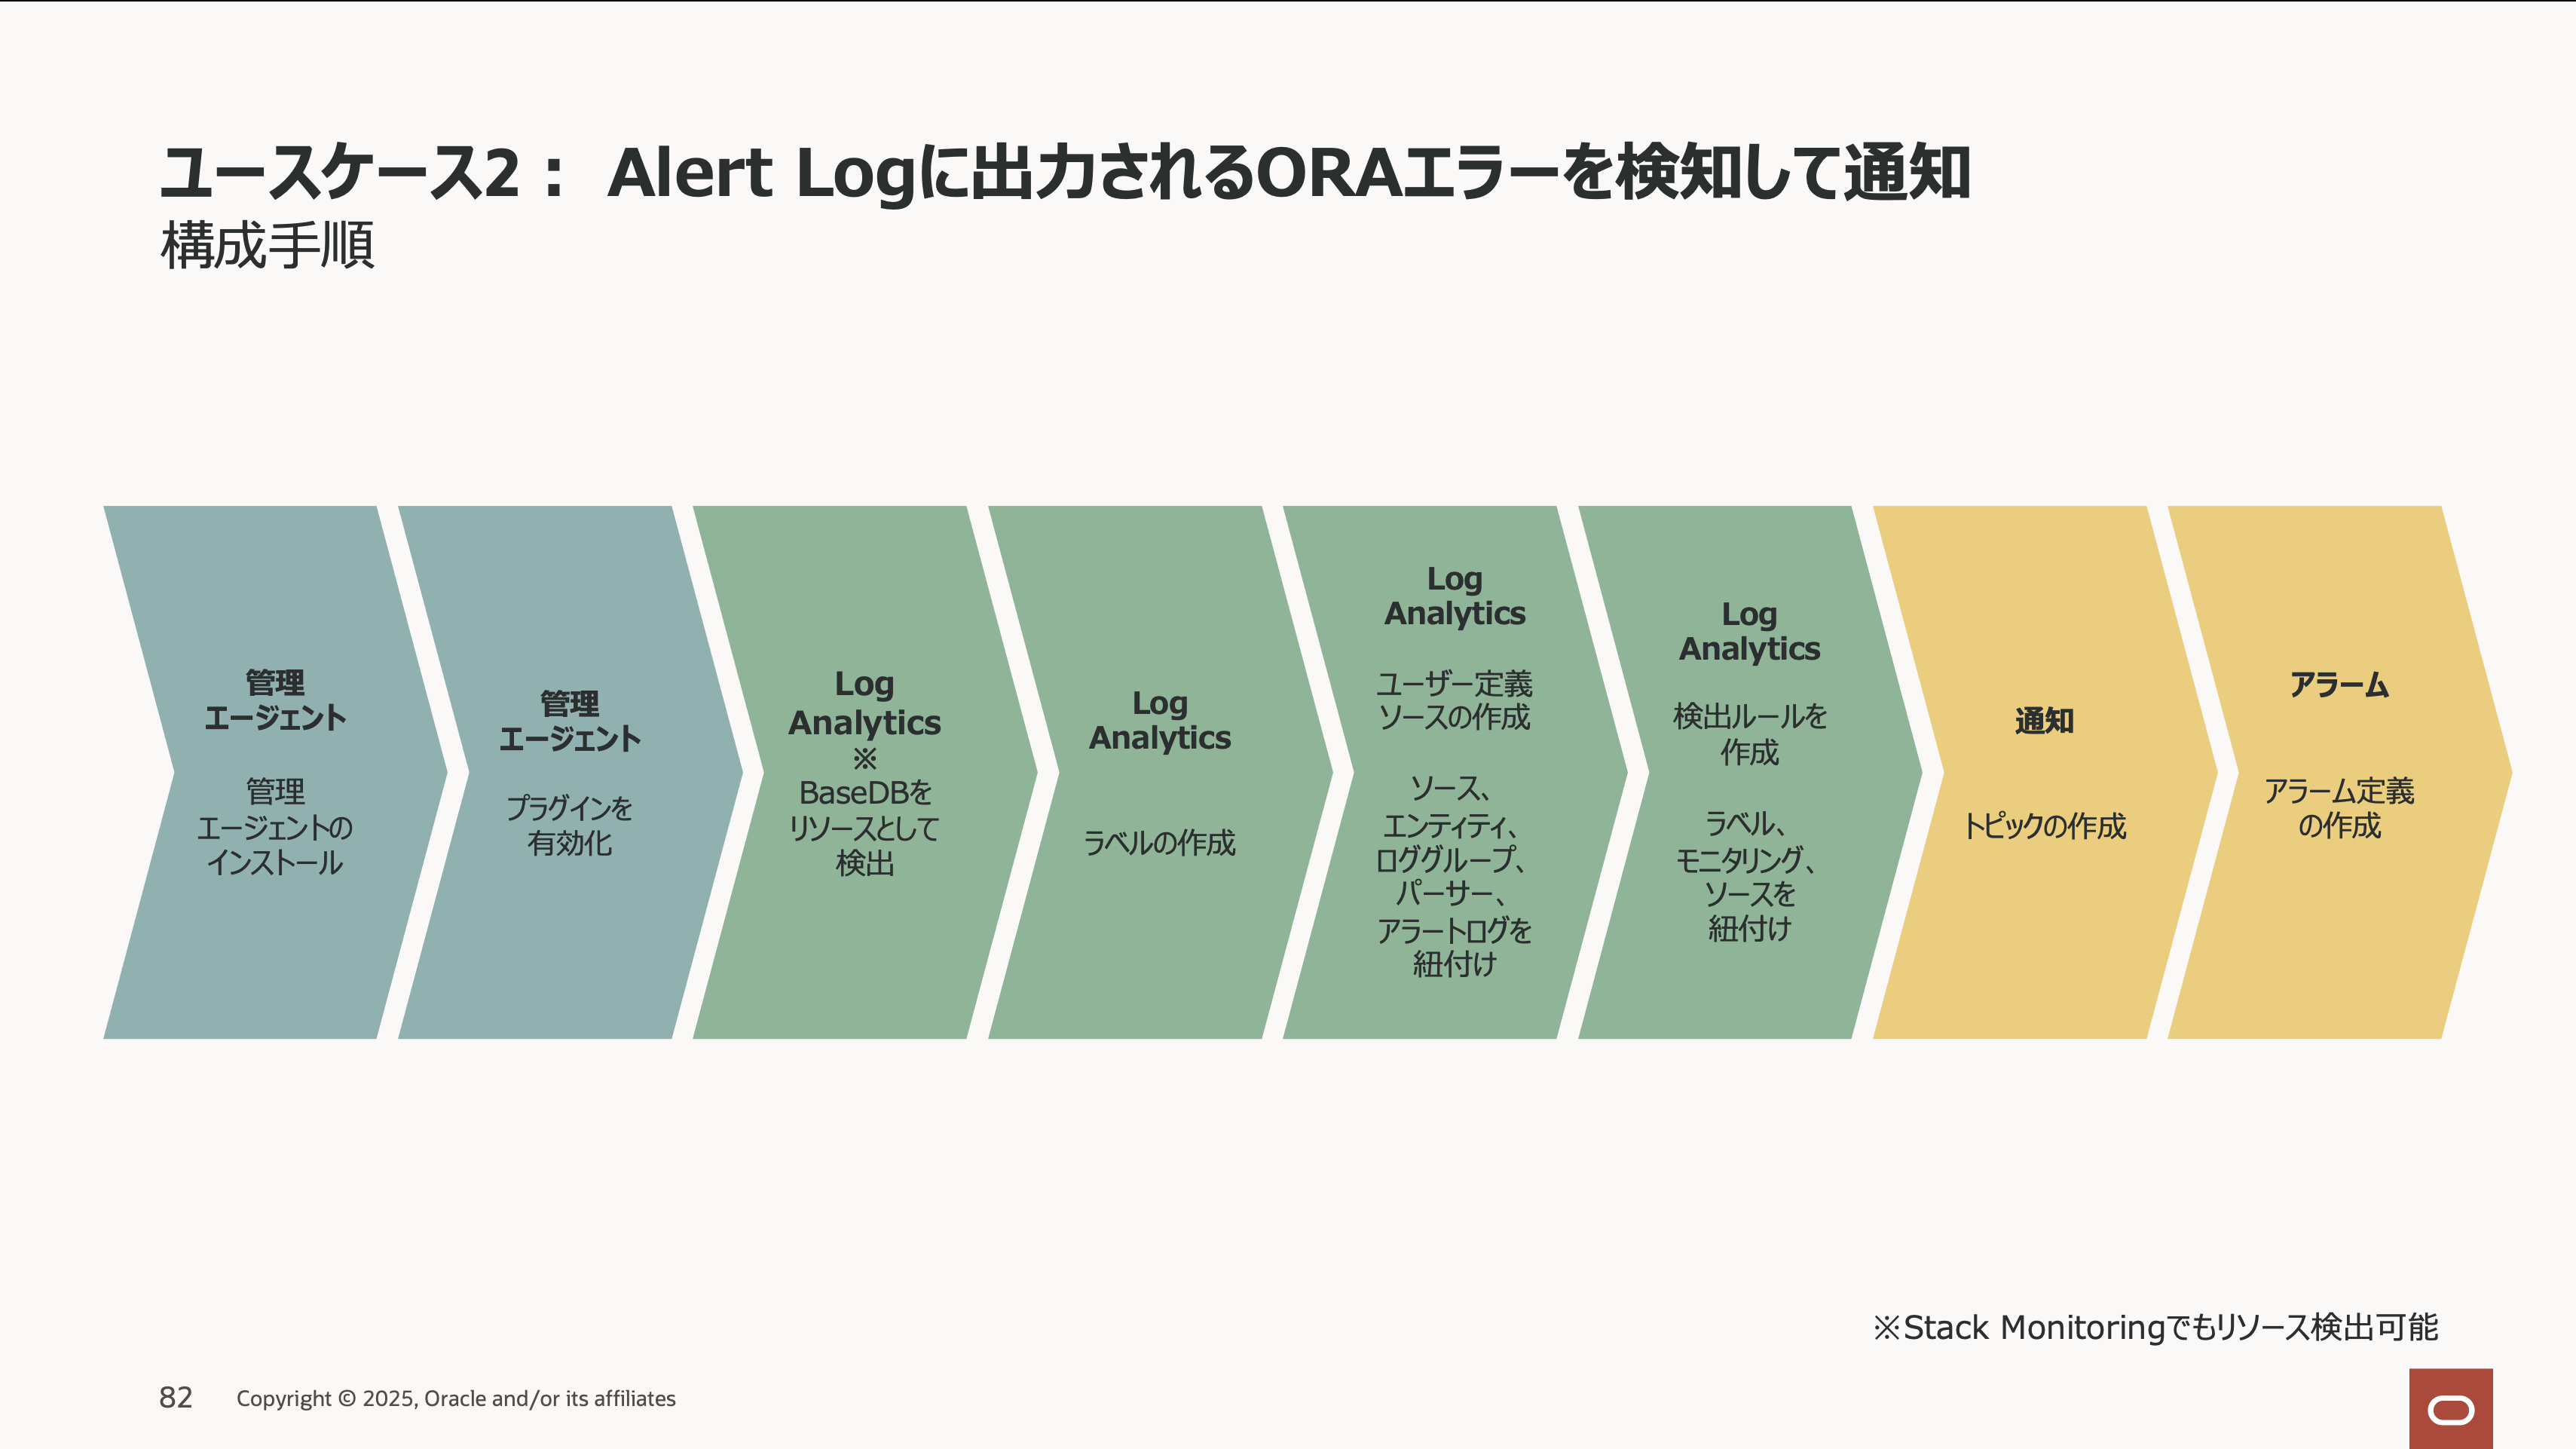 ユースケース2： Alert Logに出力されるORAエラーを検知して通知
構成手順
管理
エージェント
管理
エージェントの
インストール
管理
エージェント
プラグインを
有効化
Log
Analytics
※
BaseDBを
リソースとして
検出
Log
Analytics
ラベルの作成
Log
Analytics
ユーザー定義
ソースの作成
ソース、
エンティティ、
ロググループ、
パーサー、
アラートログを
紐付け
Log
Analytics
検出ルールを
作成
ラベル、
モニタリング、
ソースを
紐付け
通知
トピックの作成
アラーム
アラーム定義
の作成
※Stack Monitoringでもリソース検出可能
82 Copyright © 2025, Oracle and/or its affiliates